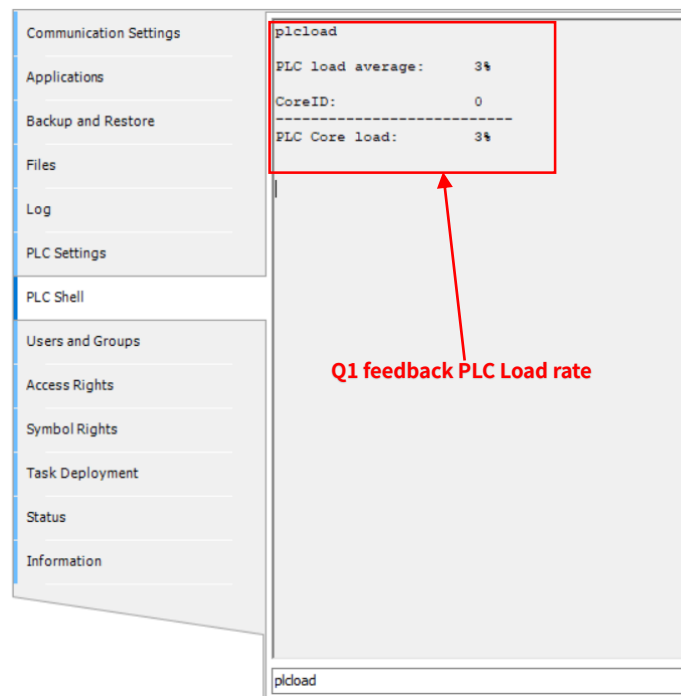 Communication Settings
Applications
Backup and Restore
Files
Log
PLC Settings
PLC Shell
Users and Groups
Access Rights
Symbol Rights
Task Deployment
Status
Information
plcload
PLC load average: 3%
CoreID: 0
----------------------------
PLC Core load: 3%
Q1 feedback PLC Load rate
plcload